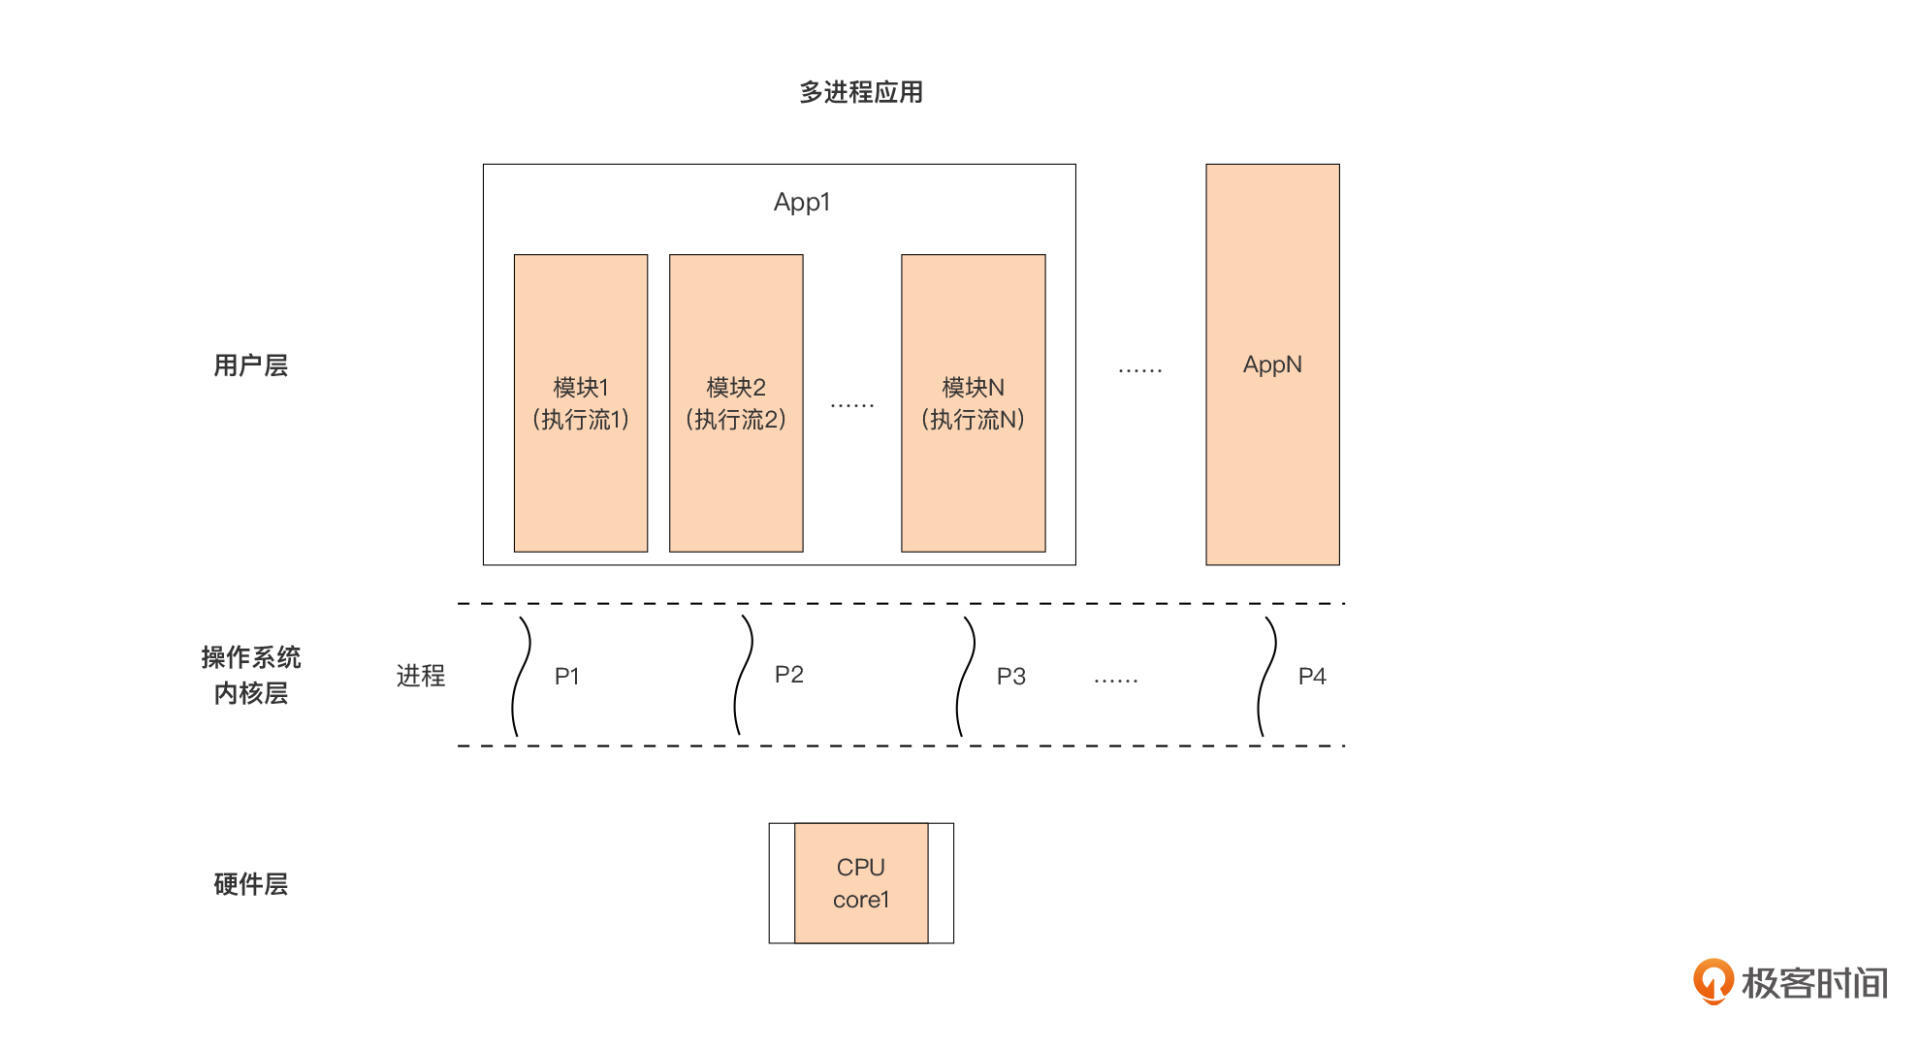 多进程应用
App1
用户层
模块1
(执行流1)
模块2
(执行流2)
......
模块N
(执行流N)
......
AppN
操作系统
内核层
进程
P1
P2
P3
......
P4
硬件层
CPU
core1
极客时间